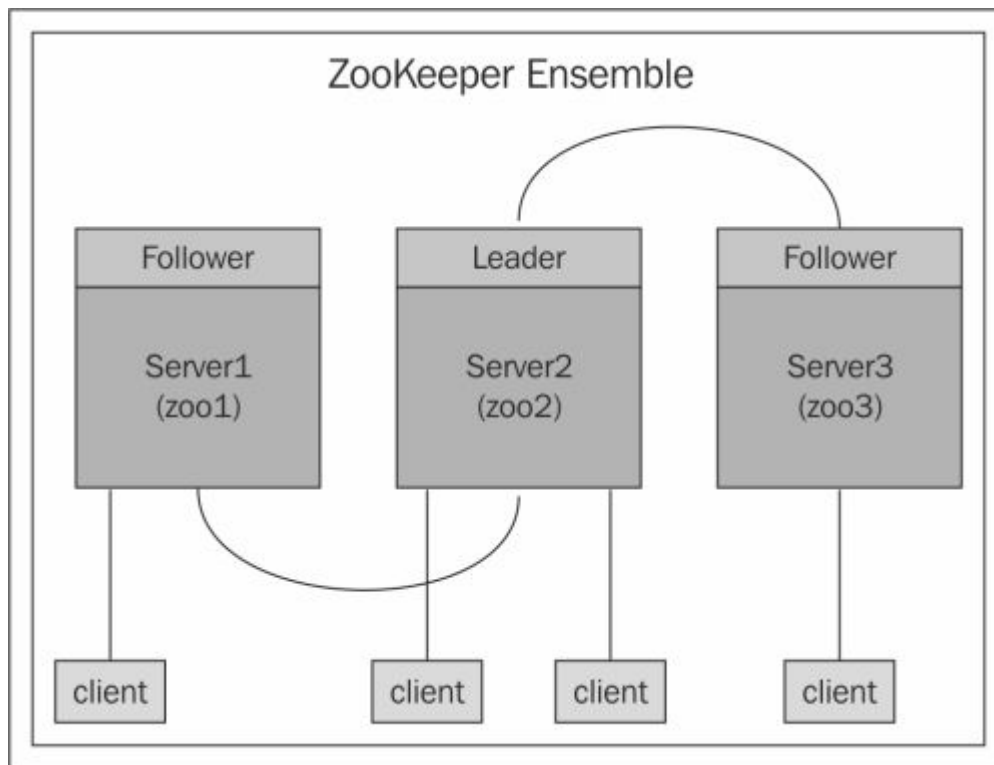 ZooKeeper Ensemble
Follower
Leader
Follower
Server1
(zoo1)
Server2
(zoo2)
Server3
(zoo3)
client
client
client
client